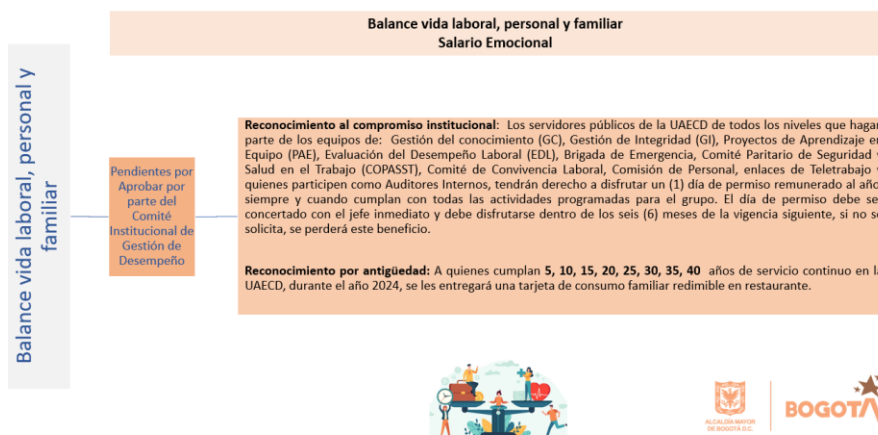 Balance vida laboral, personal y familiar
Salario Emocional
Balance vida laboral, personal y
familiar
Pendientes por
Aprobar por
parte del
Comité
Institucional de
Gestión de
Desempeño
Reconocimiento al compromiso institucional: Los servidores públicos de la UAECD de todos los niveles que hagan
parte de los equipos de: Gestión del conocimiento (GC), Gestión de Integridad (GI), Proyectos de Aprendizaje en
Equipo (PAE), Evaluación del Desempeño Laboral (EDL), Brigada de Emergencia, Comité Paritario de Seguridad y
Salud en el Trabajo (COPASST), Comité de Convivencia Laboral, Comisión de Personal, enlaces de Teletrabajo y
quienes participen como Auditores Internos, tendrán derecho a disfrutar un (1) día de permiso remunerado al año,
siempre y cuando cumplan con todas las actividades programadas para el grupo. El día de permiso debe ser
concertado con el jefe inmediato y debe disfrutarse dentro de los seis (6) meses de la vigencia siguiente, si no se
solicita, se perderá este beneficio.
Reconocimiento por antigüedad: A quienes cumplan 5, 10, 15, 20, 25, 30, 35, 40 años de servicio continuo en la
UAECD, durante el año 2024, se les entregará una tarjeta de consumo familiar redimible en restaurante.
ALCALDÍA MAYOR
DE BOGOTÁ D.C.
BOGOTÁ